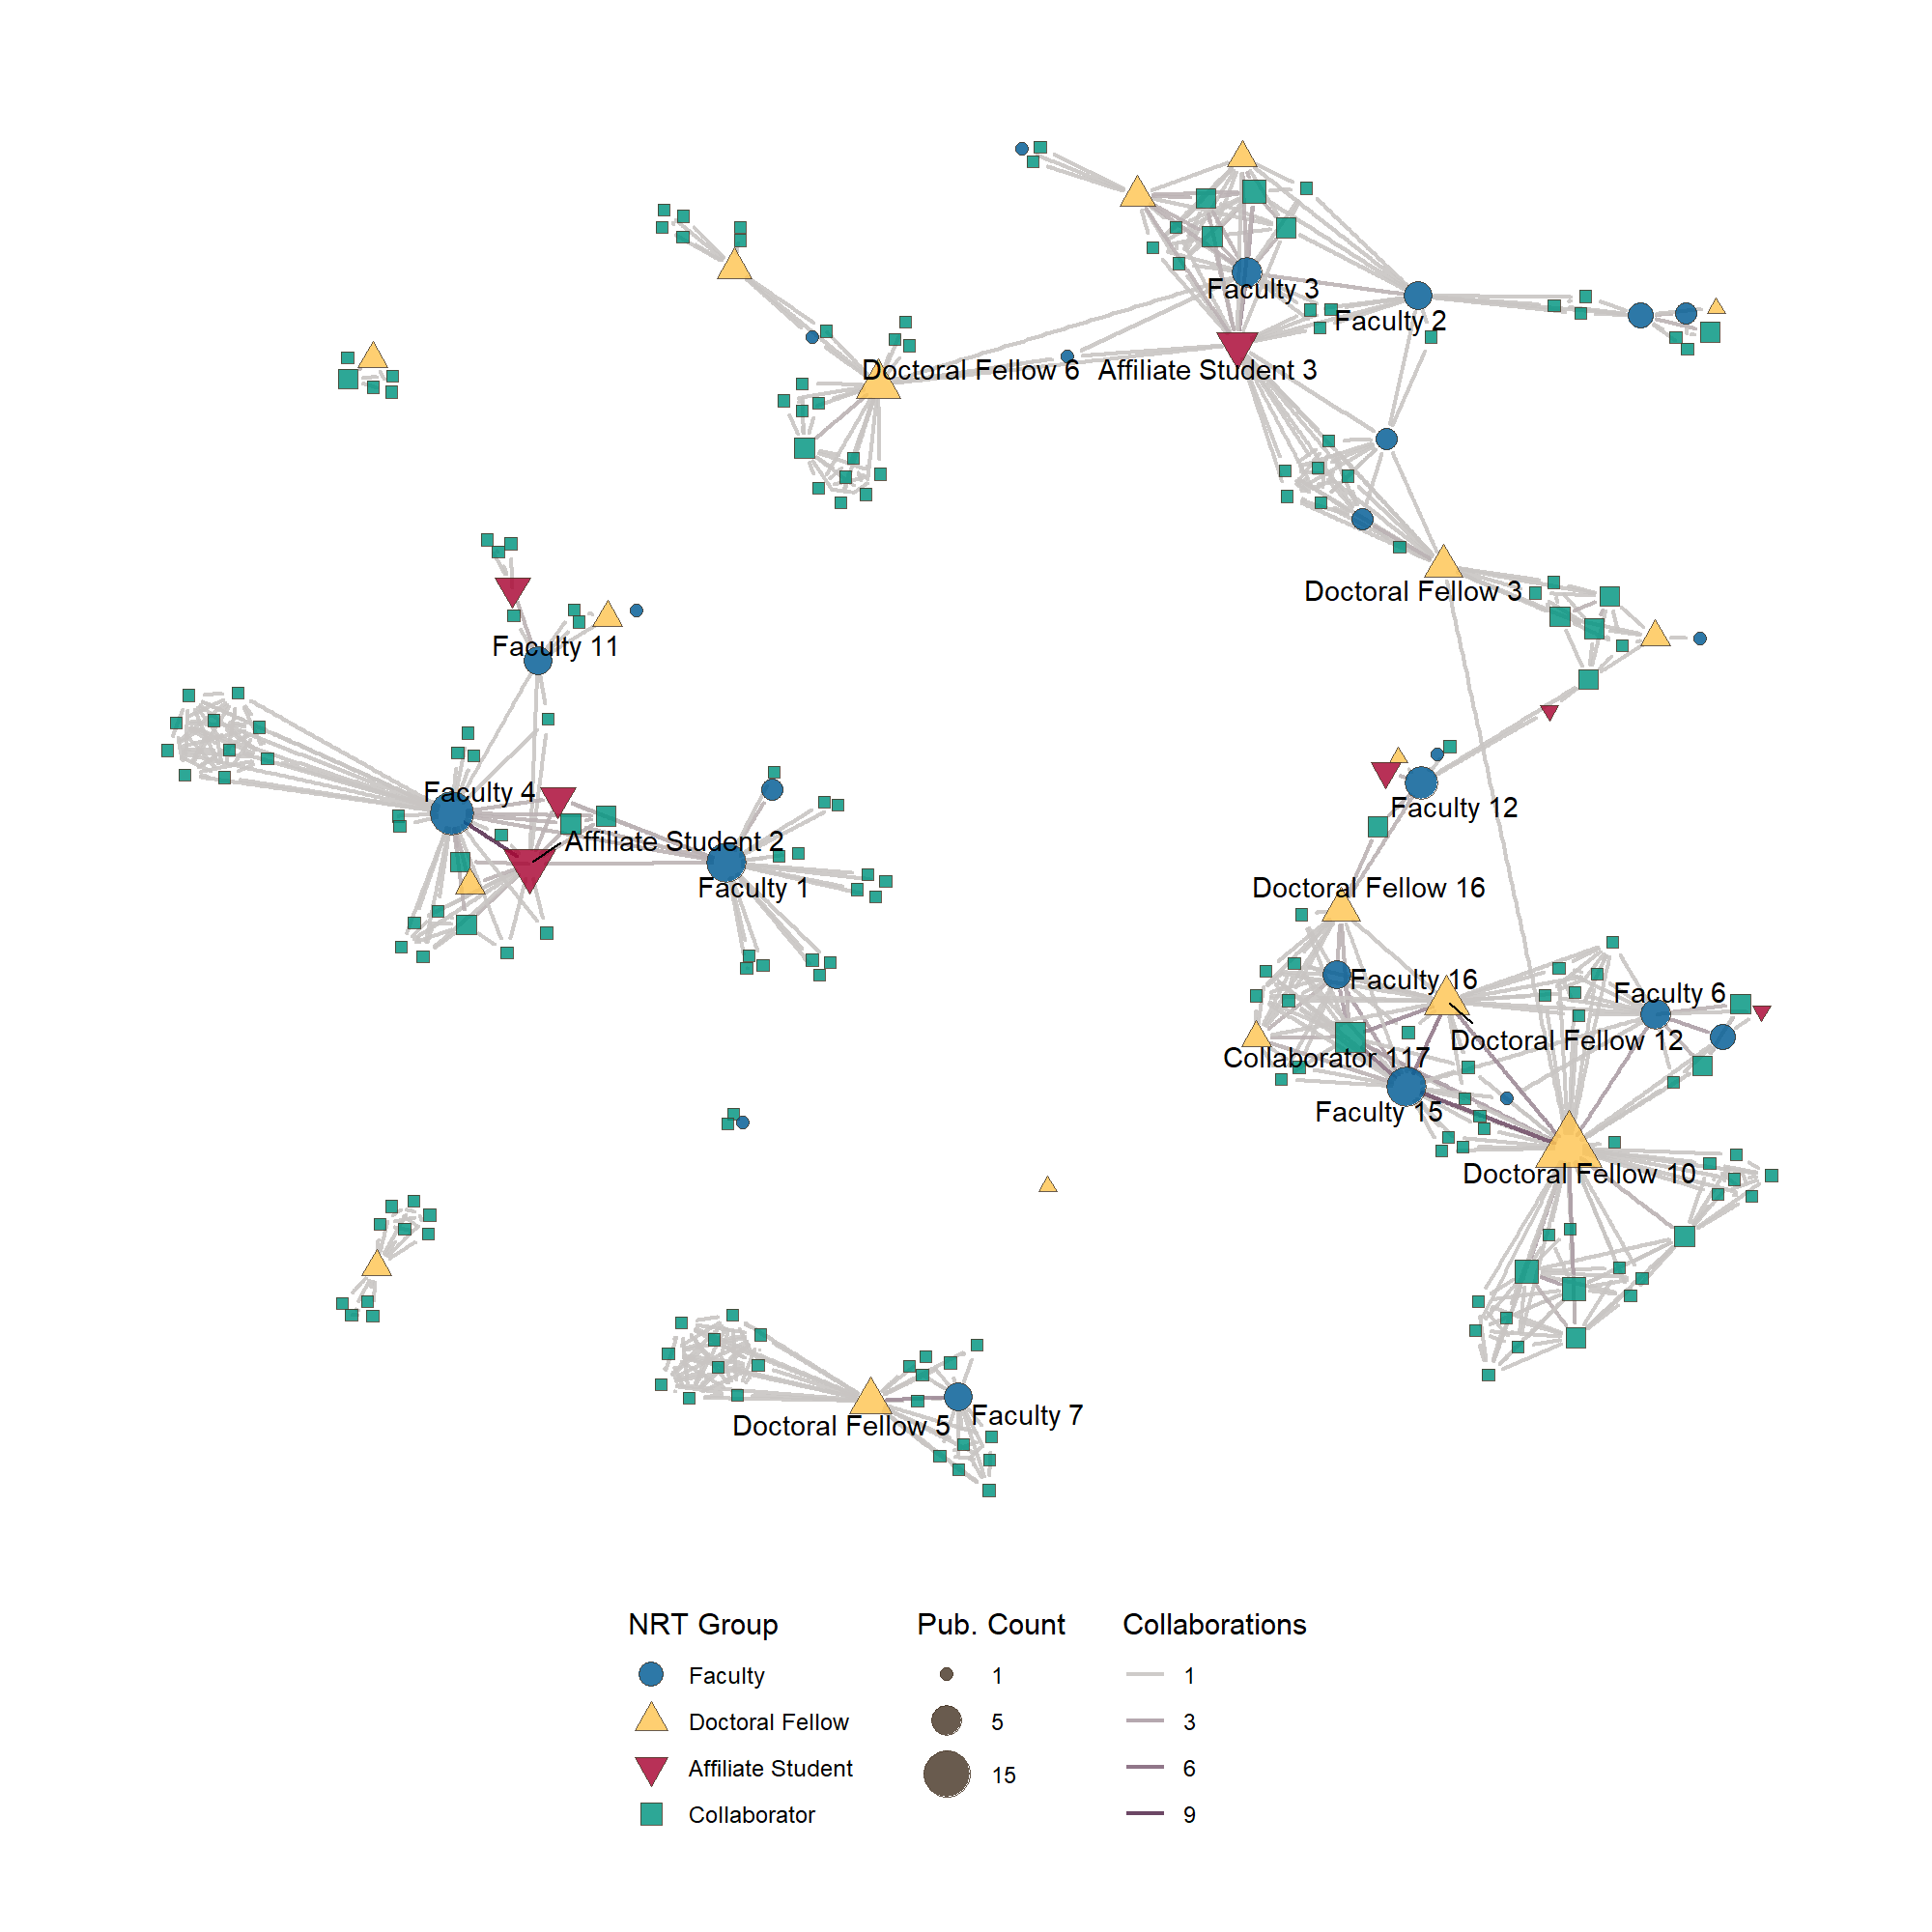 Faculty 3
Faculty 2
Doctoral Fellow 6
Affiliate Student 3
Doctoral Fellow 3
Faculty 11
Faculty 4
Faculty 12
Affiliate Student 2
Faculty 1
Doctoral Fellow 16
Faculty 16
Faculty 6
Doctoral Fellow 12
Collaborator 117
Faculty 15
Doctoral Fellow 10
Faculty 7
Doctoral Fellow 5
NRT Group
Faculty
Doctoral Fellow
Affiliate Student
Collaborator
Pub. Count
1
5
15
Collaborations
1
3
6
9